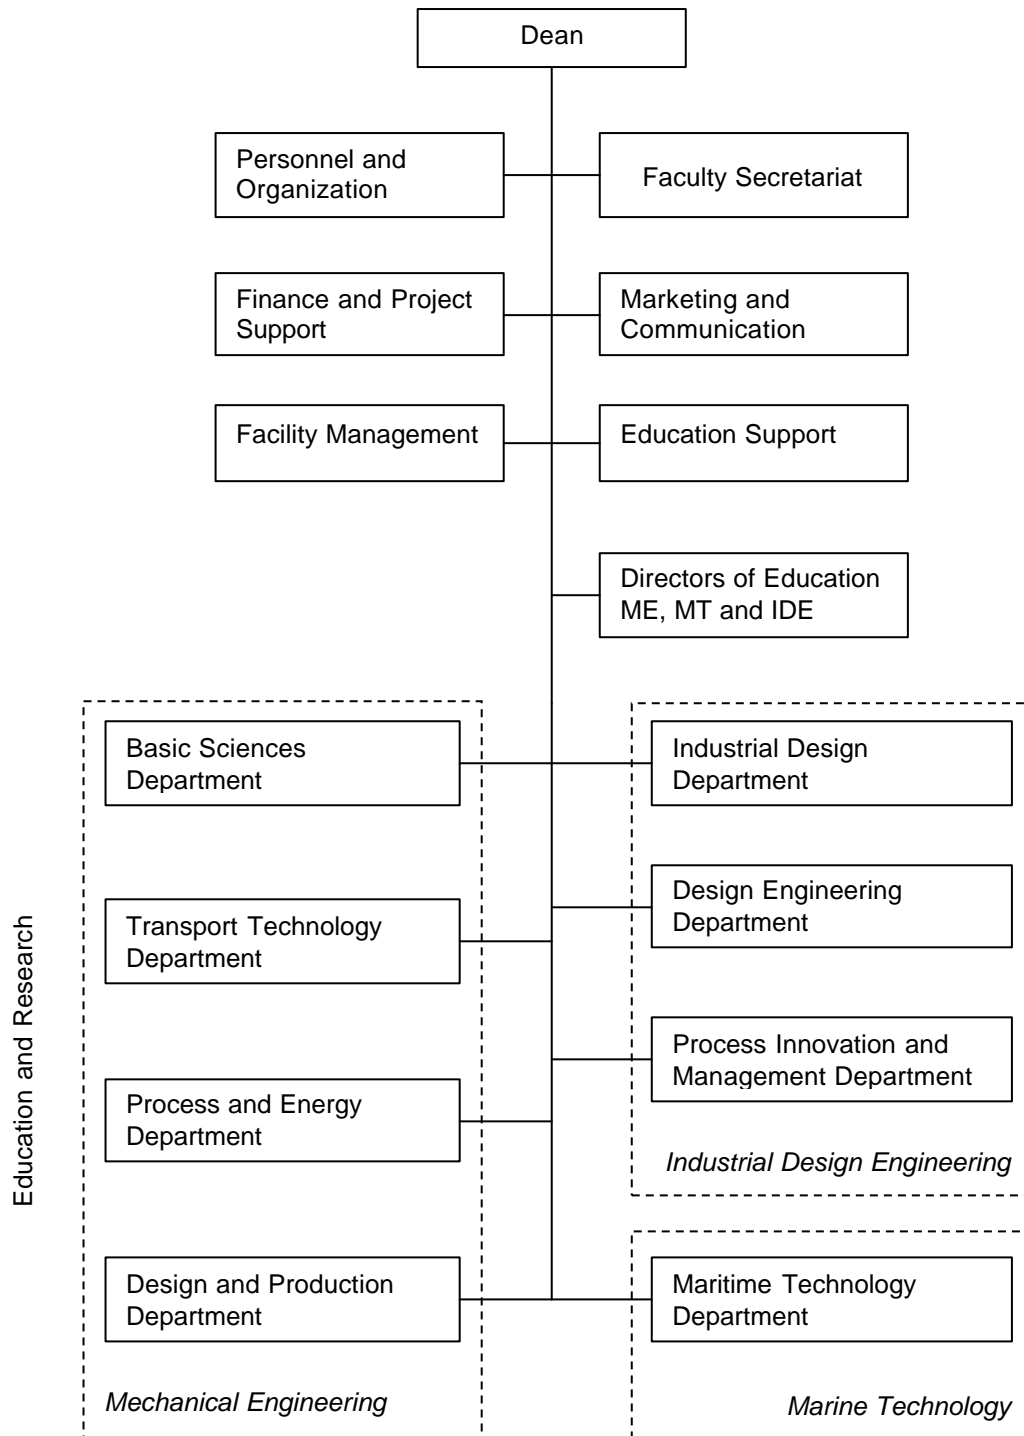 Dean
Personnel and
Organization
Faculty Secretariat
Finance and Project
Support
Marketing and
Communication
Facility Management
Education Support
Directors of Education
ME, MT and IDE
Education and Research
Basic Sciences
Department
Industrial Design
Department
Transport Technology
Department
Design Engineering
Department
Process and Energy
Department
Process Innovation and
Management Department
Industrial Design Engineering
Design and Production
Department
Mechanical Engineering
Maritime Technology
Department
Marine Technology